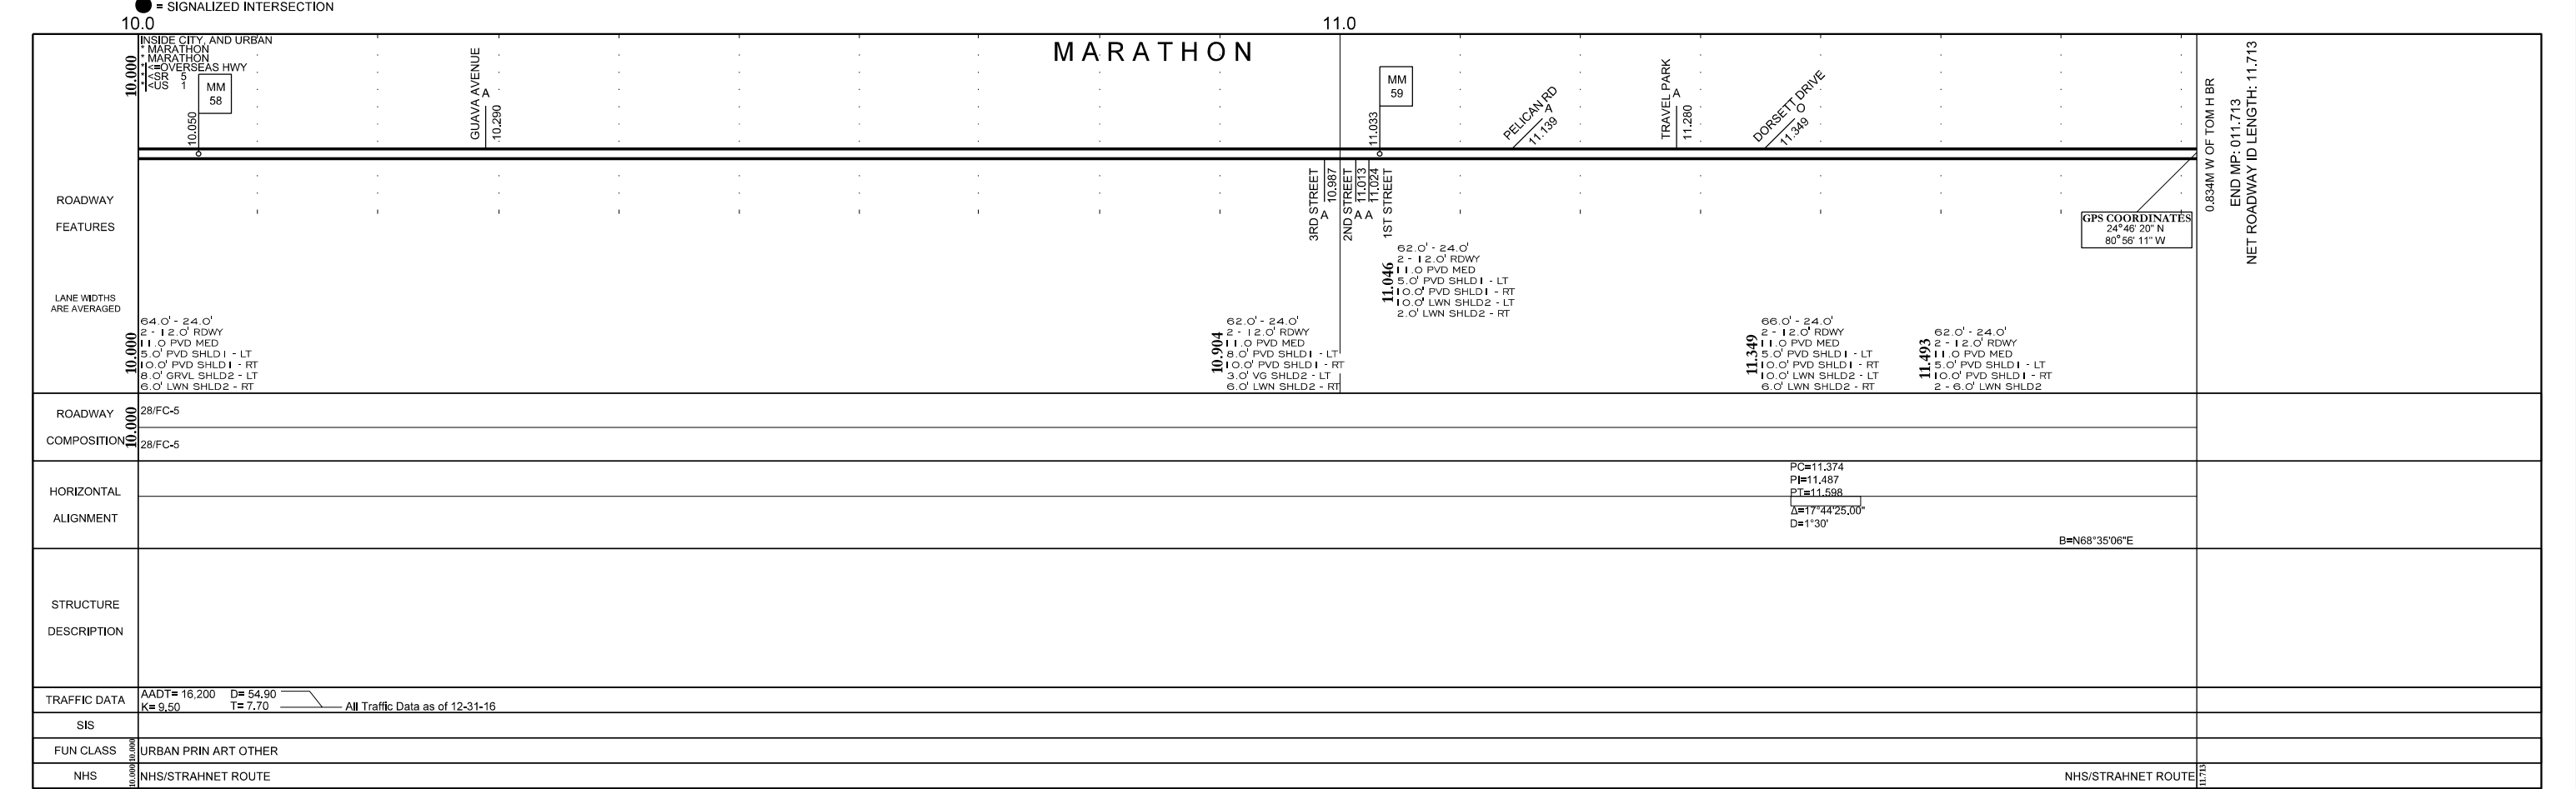 = SIGNALIZED INTERSECTION
10.0
11.0
MARATHON
10.000
INSIDE CITY, AND URBAN
* MARATHON
* MARATHON
* <=OVERSEAS HWY
* <SR 5
* <US 1
MM
58
10.050
GUAVA AVENUE
A
10.290
MM
59
11.033
PELICAN RD
A
11.139
TRAVEL PARK
A
11.280
DORSETT DRIVE
O
11.349
0.834M W OF TOM H BR
END MP: 011.713
NET ROADWAY ID LENGTH: 11.713
ROADWAY
FEATURES
3RD STREET
A
10.987
2ND STREET
A
11.013
A
11.024
1ST STREET
GPS COORDINATES
24°46' 20" N
80°56' 11" W
LANE WIDTHS
ARE AVERAGED
10.000
64.0' - 24.0'
2 - 12.0' RDWY
11.0 PVD MED
5.0' PVD SHLD1 - LT
10.0' PVD SHLD1 - RT
8.0' GRVL SHLD2 - LT
6.0' LWN SHLD2 - RT
10.904
62.0' - 24.0'
2 - 12.0' RDWY
11.0 PVD MED
8.0' PVD SHLD1 - LT
10.0' PVD SHLD1 - RT
3.0' VG SHLD2 - LT
6.0' LWN SHLD2 - RT
11.046
62.0' - 24.0'
2 - 12.0' RDWY
11.0 PVD MED
5.0' PVD SHLD1 - LT
10.0' PVD SHLD1 - RT
10.0' LWN SHLD2 - LT
2.0' LWN SHLD2 - RT
11.349
66.0' - 24.0'
2 - 12.0' RDWY
11.0 PVD MED
5.0' PVD SHLD1 - LT
10.0' PVD SHLD1 - RT
10.0' LWN SHLD2 - LT
6.0' LWN SHLD2 - RT
11.493
62.0' - 24.0'
2 - 12.0' RDWY
11.0 PVD MED
5.0' PVD SHLD1 - LT
10.0' PVD SHLD1 - RT
2 - 6.0' LWN SHLD2
ROADWAY
COMPOSITION
10.000
28/FC-5
28/FC-5
HORIZONTAL
ALIGNMENT
PC=11.374
PI=11.487
PT=11.598
Δ=17°44'25.00"
D=1°30'
B=N68°35'06"E
STRUCTURE
DESCRIPTION
TRAFFIC DATA
AADT= 16,200 D= 54.90
K= 9.50 T= 7.70
All Traffic Data as of 12-31-16
SIS
FUN CLASS
10.000
URBAN PRIN ART OTHER
NHS
10.000
NHS/STRAHNET ROUTE
NHS/STRAHNET ROUTE
11.713